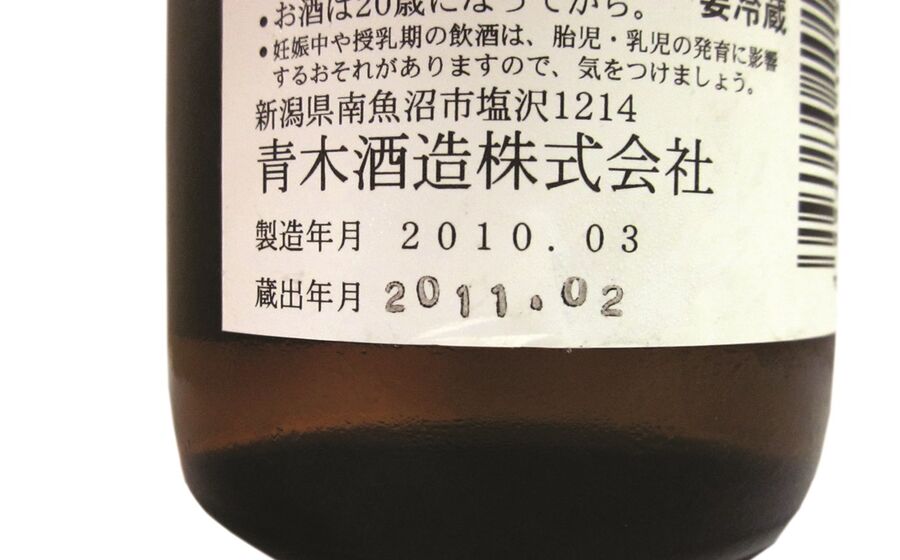 •お酒は20歳になってから。
要冷蔵
•妊娠中や授乳期の飲酒は、胎児・乳児の発育に影響
するおそれがありますので、気をつけましょう。
新潟県南魚沼市塩沢1214
青木酒造株式会社
製造年月 2010.03
蔵出年月 2011.02